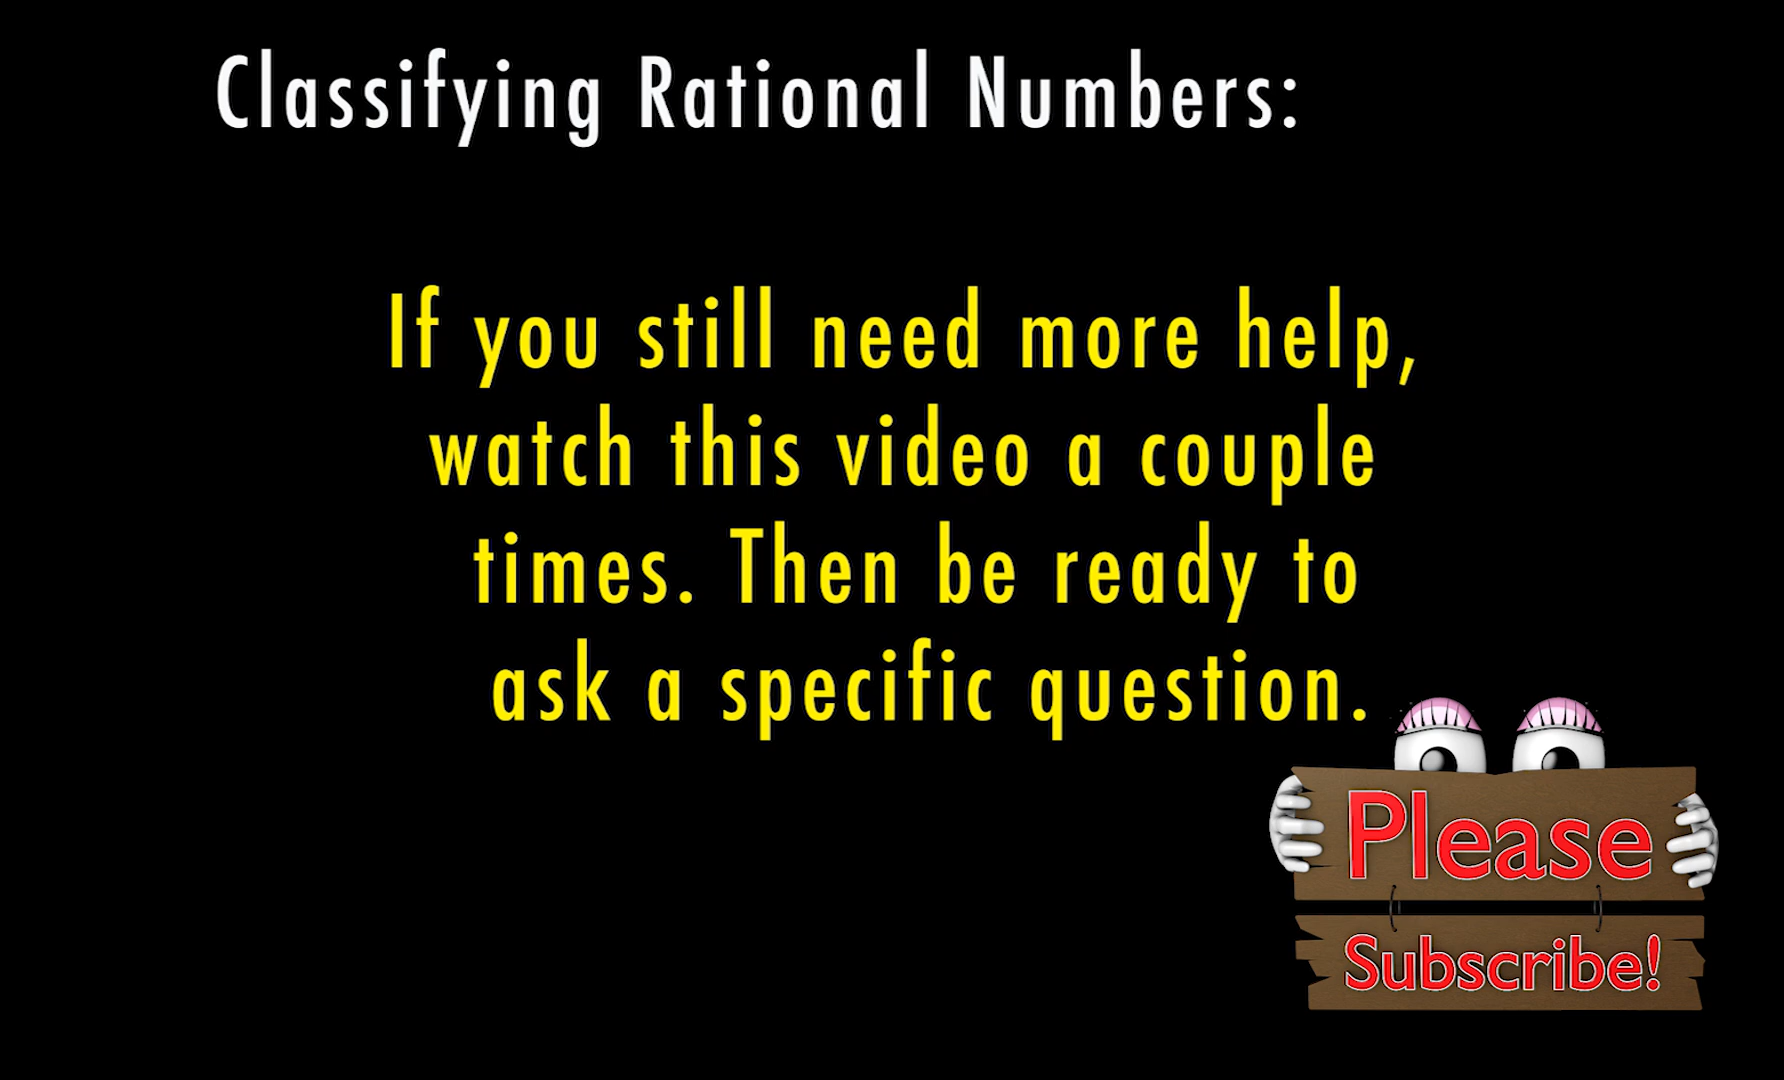 Classifying Rational Numbers:
If you still need more help,
watch this video a couple
times. Then be ready to
ask a specific question.
Please
Subscribe!